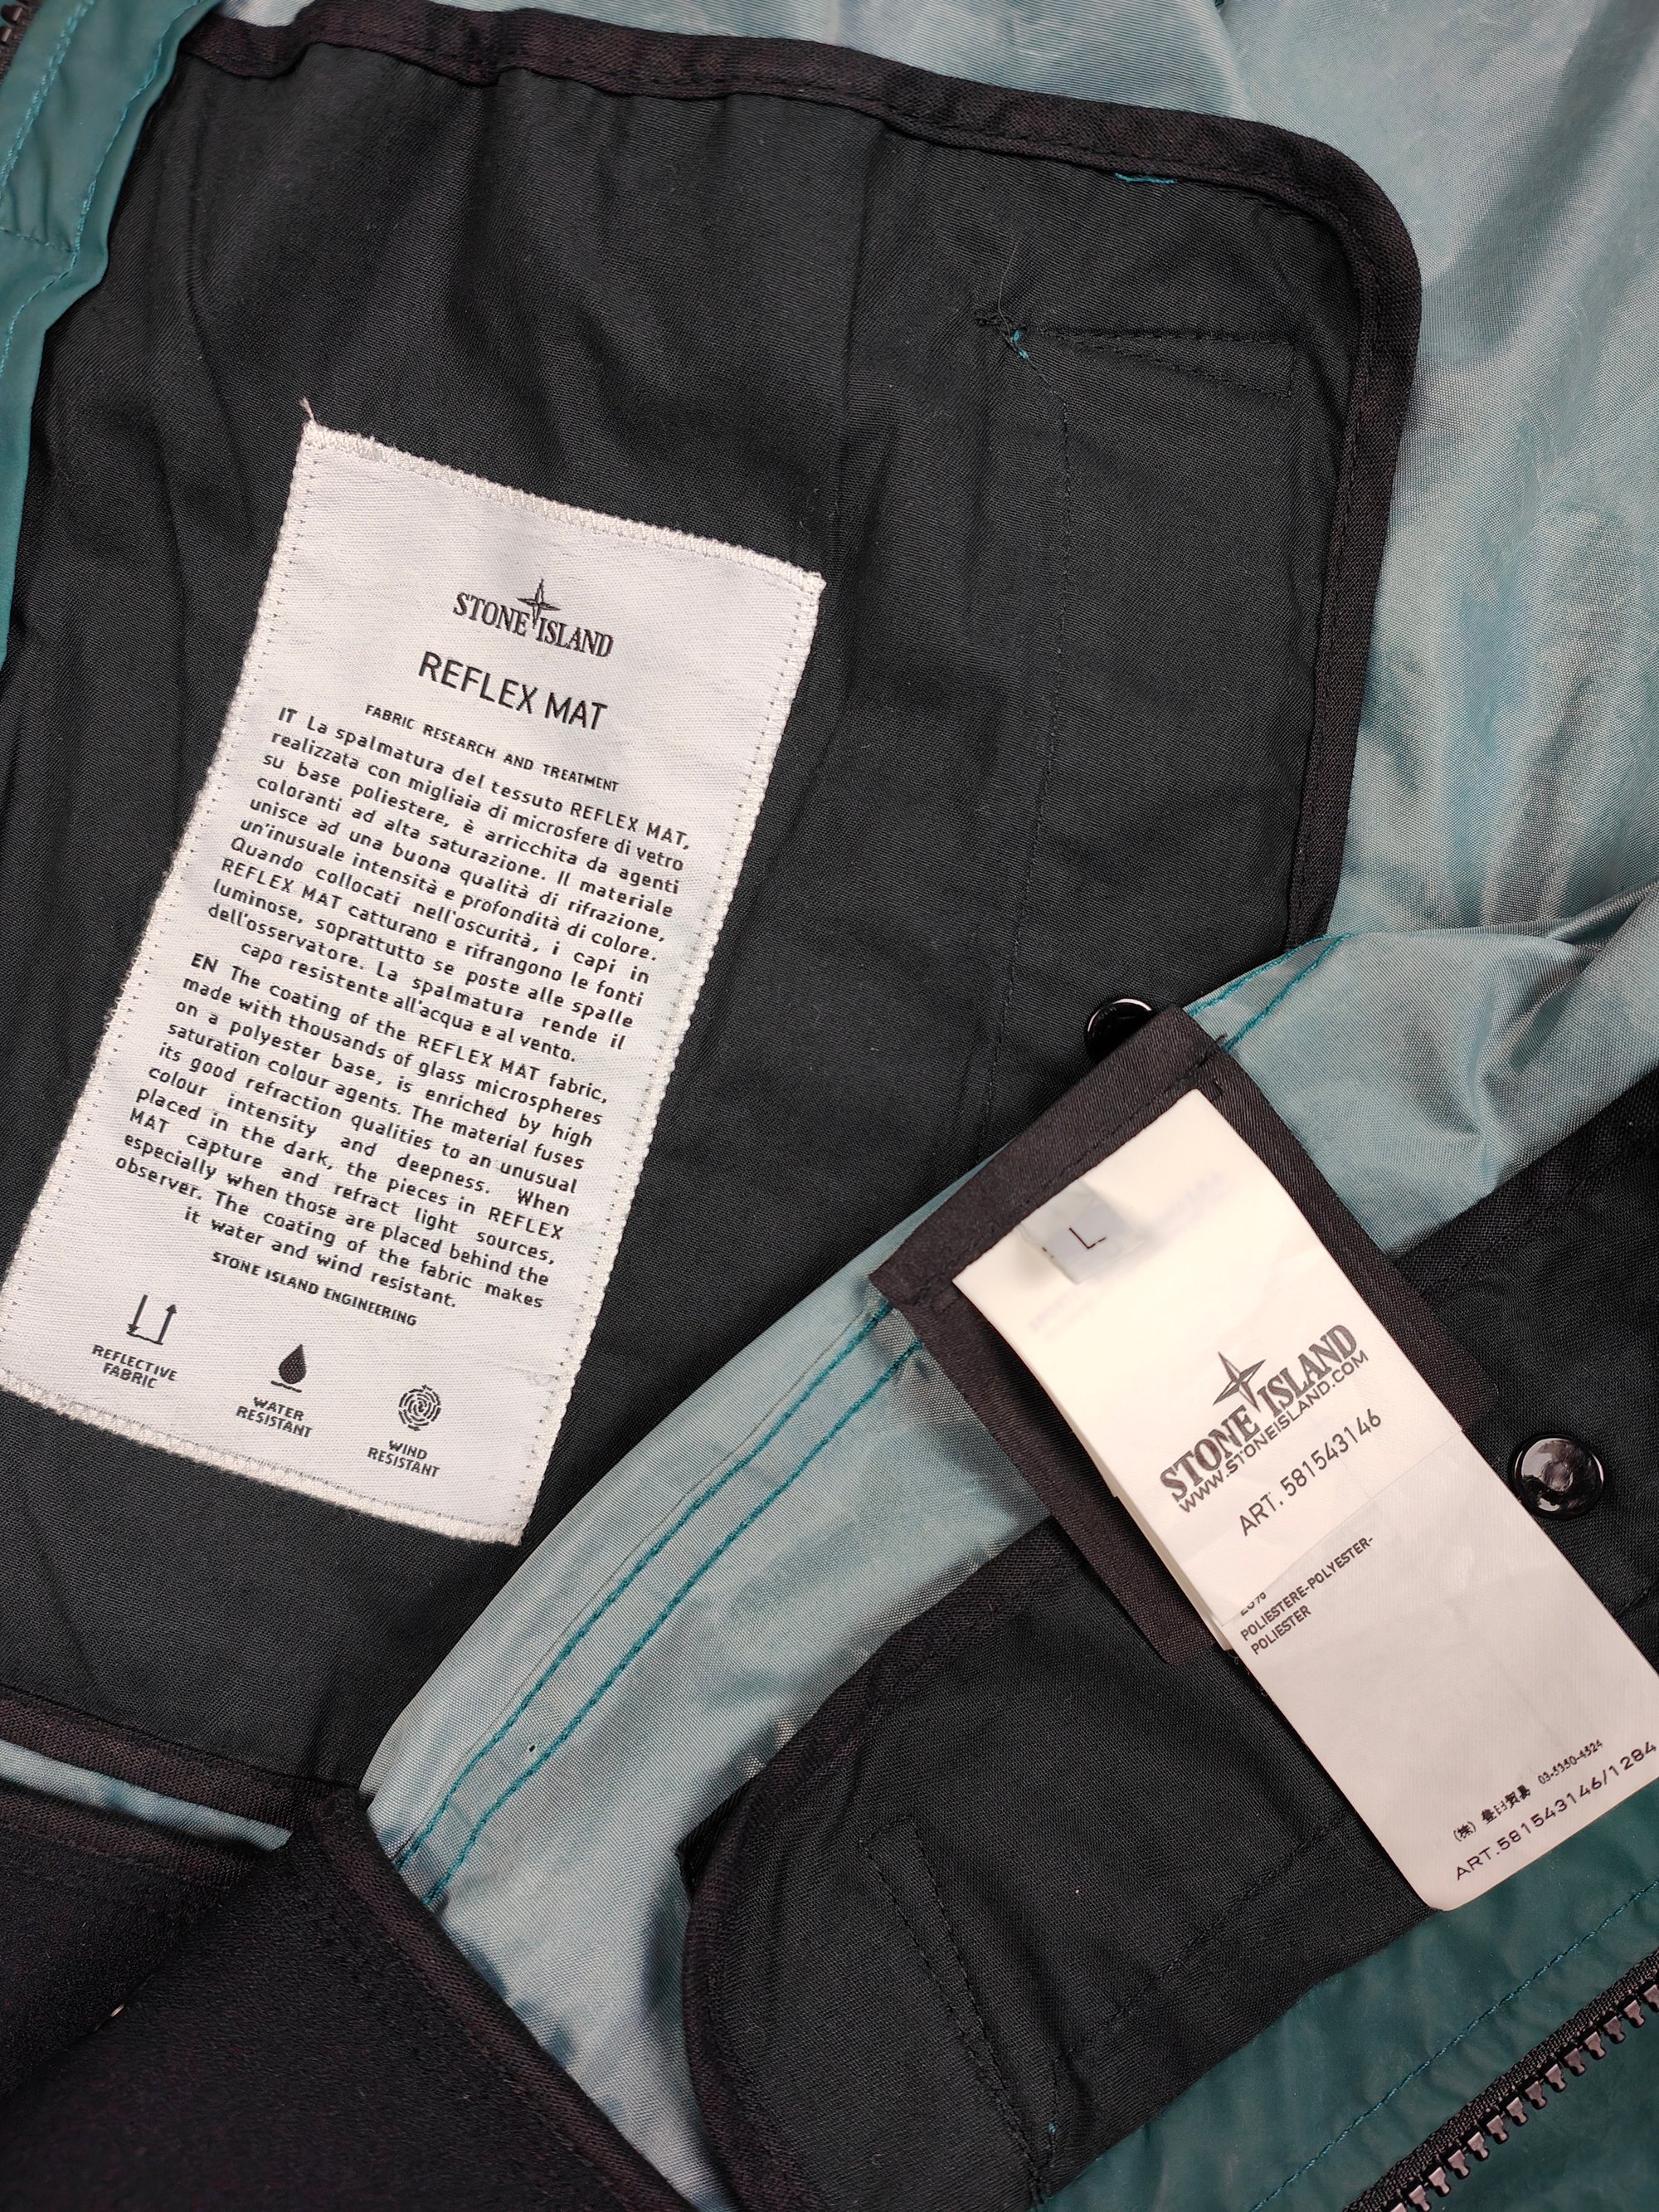 STONE ISLAND
REFLEX MAT
FABRIC RESEARCH AND TREATMENT
IT La spalmatura del tessuto REFLEX MAT,
realizzata con migliaia di microsfere di vetro
su base poliestere, è arricchita da agenti
coloranti ad alta saturazione. Il materiale
unisce ad una buona qualità di rifrazione,
un'inusuale intensità e profondità di colore.
Quando collocati nell'oscurità, i capi in
REFLEX MAT catturano e rifrangono le fonti
luminose, soprattutto se poste alle spalle
dell'osservatore. La spalmatura rende il
capo resistente all'acqua e al vento.
EN The coating of the REFLEX MAT fabric,
made with thousands of glass microspheres
on a polyester base, is enriched by high
saturation colour agents. The material fuses
its good refraction qualities to an unusual
colour intensity and deepness. When
placed in the dark, the pieces in REFLEX
MAT capture and refract light sources,
especially when those are placed behind the
observer. The coating of the fabric makes
it water and wind resistant.
STONE ISLAND ENGINEERING
REFLECTIVE
FABRIC
WATER
RESISTANT
WIND
RESISTANT
L
STONE ISLAND
WWW.STONEISLAND.COM
ART. 581543146
POLIESTERE-POLYESTER-
POLIESTER
(株) 豊田貿易 03-5350-4524
ART.581543146/1284